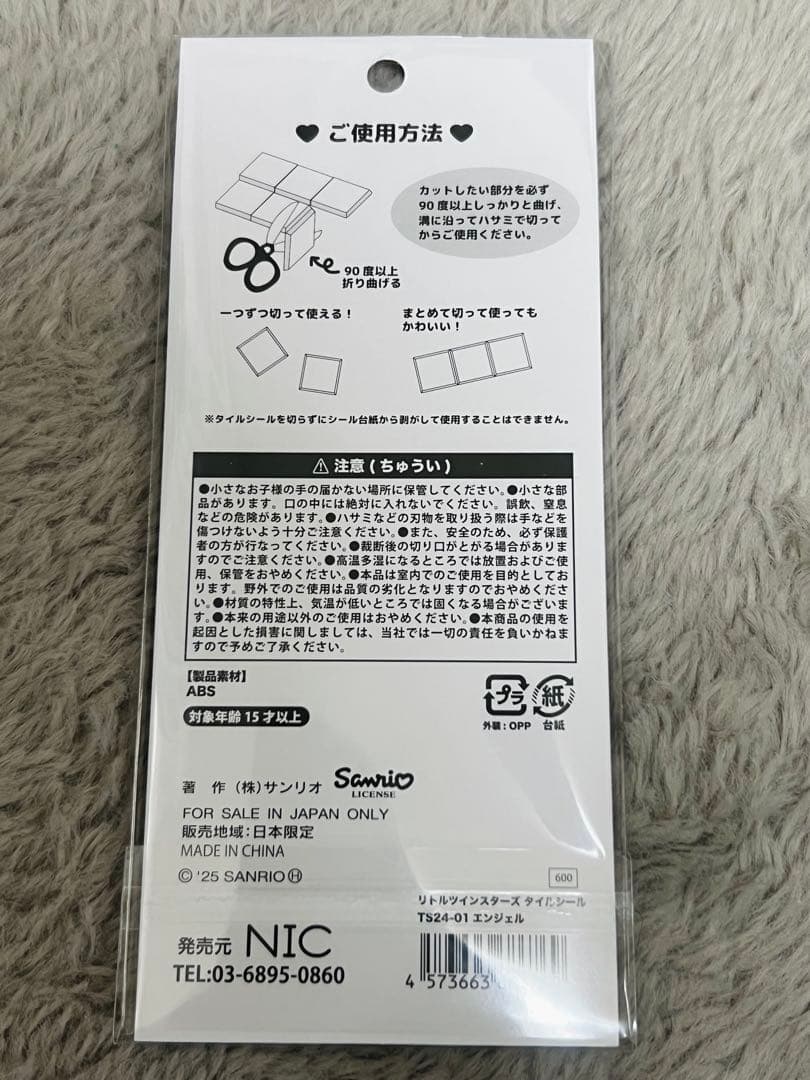 ♥ ご使用方法 ♥
カットしたい部分を必ず
90度以上しっかりと曲げ、
溝に沿ってハサミで切って
からご使用ください。
90度以上
折り曲げる
一つずつ切って使える！
まとめて切って使っても
かわいい！
※タイルシールを切らずにシール台紙から剥がして使用することはできません。
⚠ 注意（ちゅうい）
●小さなお子様の手の届かない場所に保管してください。●小さな部
品があります。口の中には絶対に入れないでください。誤飲、窒息
などの危険があります。●ハサミなどの刃物を取り扱う際は手などを
傷つけないよう十分ご注意ください。●また、安全のため、必ず保護
者の方が行なってください。●裁断後の切り口がとがる場合がありま
すのでご注意ください。●高温多湿になるところでは放置およびご使
用、保管をおやめください。●本品は室内でのご使用を目的としてお
ります。野外でのご使用は品質の劣化となりますのでおやめくださ
い。●材質の特性上、気温が低いところでは固くなる場合がございま
す。●本来の用途以外のご使用はおやめください。●本商品の使用を
起因とした損害に関しましては、当社では一切の責任を負いかねま
すので予めご了承ください。
【製品素材】
ABS
対象年齢15才以上
プラ 紙
外装：OPP 台紙
著 作（株）サンリオ Sanrio
LICENSE
FOR SALE IN JAPAN ONLY
販売地域：日本限定
MADE IN CHINA
© '25 SANRIO Ⓗ
600
リトルツインスターズ タイルシール
TS24-01 エンジェル
発売元 NIC
TEL:03-6895-0860
4 573663